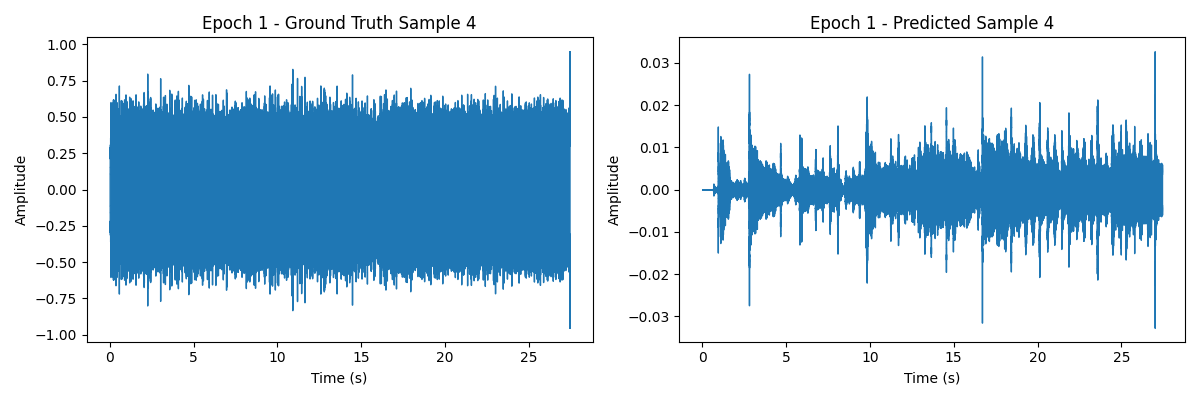 Epoch 1 - Ground Truth Sample 4
Amplitude
1.00
0.75
0.50
0.25
0.00
−0.25
−0.50
−0.75
−1.00
0 5 10 15 20 25
Time (s)
Epoch 1 - Predicted Sample 4
Amplitude
0.03
0.02
0.01
0.00
−0.01
−0.02
−0.03
0 5 10 15 20 25
Time (s)